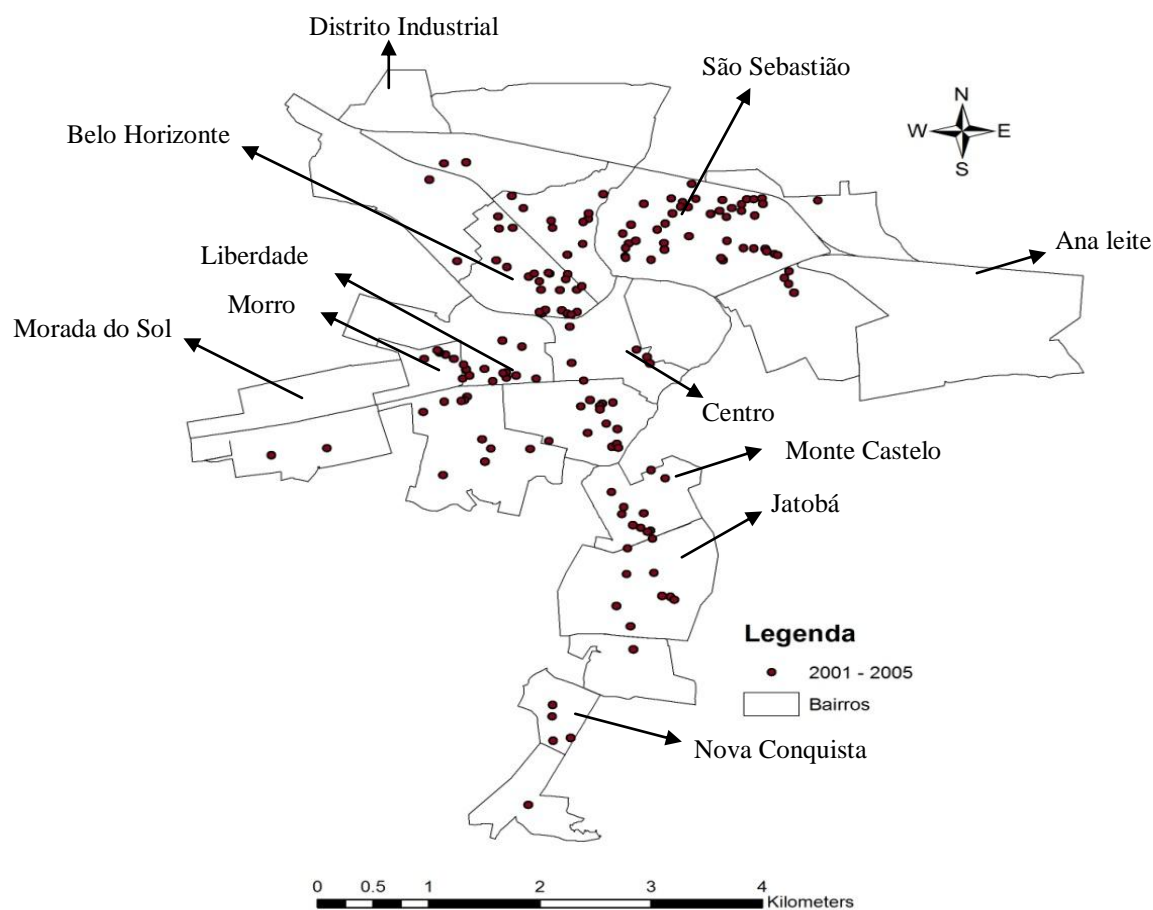 Distrito Industrial
São Sebastião
N
Belo Horizonte
W E
S
Liberdade
Ana leite
Morro
Morada do Sol
Centro
Monte Castelo
Jatobá
Legenda
2001 - 2005
Bairros
Nova Conquista
0 0.5 1 2 3 4
Kilometers